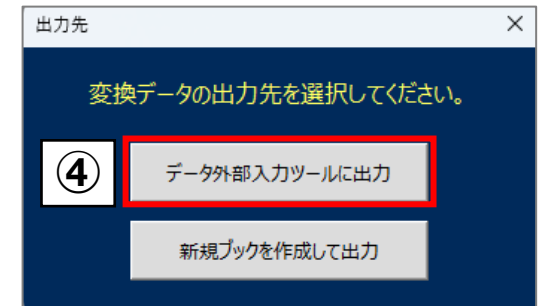 出力先
変換データの出力先を選択してください。
④
データ外部入力ツールに出力
新規ブックを作成して出力